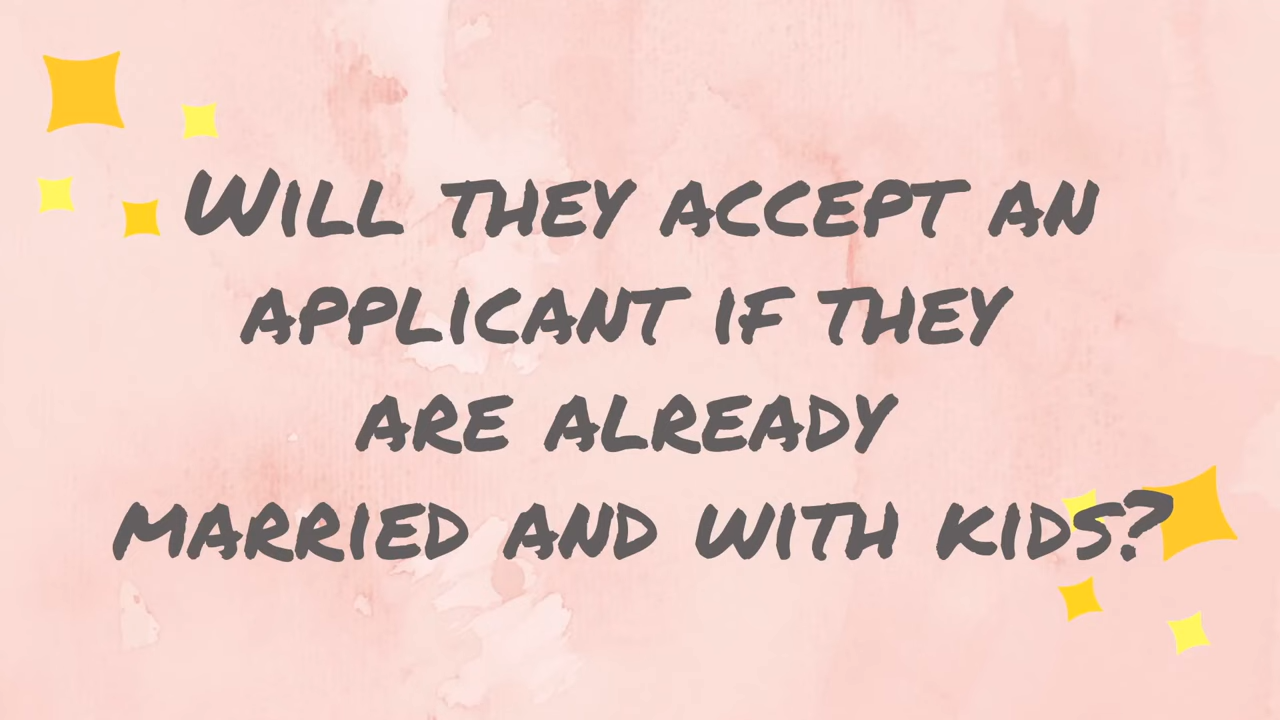 Will they accept an
applicant if they
are already
married and with kids?